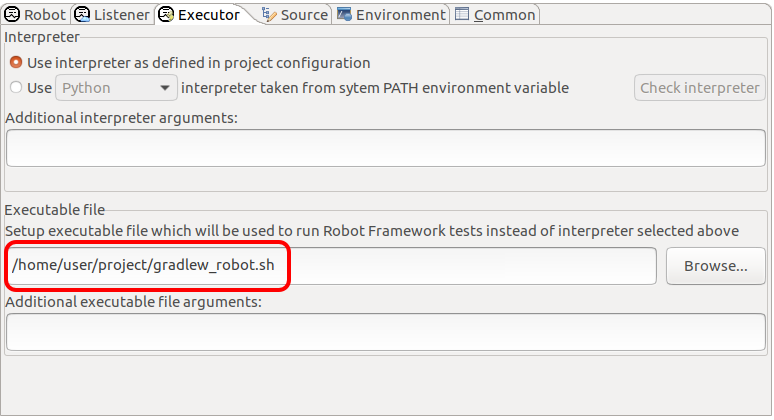 Robot Listener Executor Source Environment Common
Interpreter
Use interpreter as defined in project configuration
Use Python interpreter taken from sytem PATH environment variable Check interpreter
Additional interpreter arguments:
Executable file
Setup executable file which will be used to run Robot Framework tests instead of interpreter selected above
/home/user/project/gradlew_robot.sh Browse...
Additional executable file arguments: